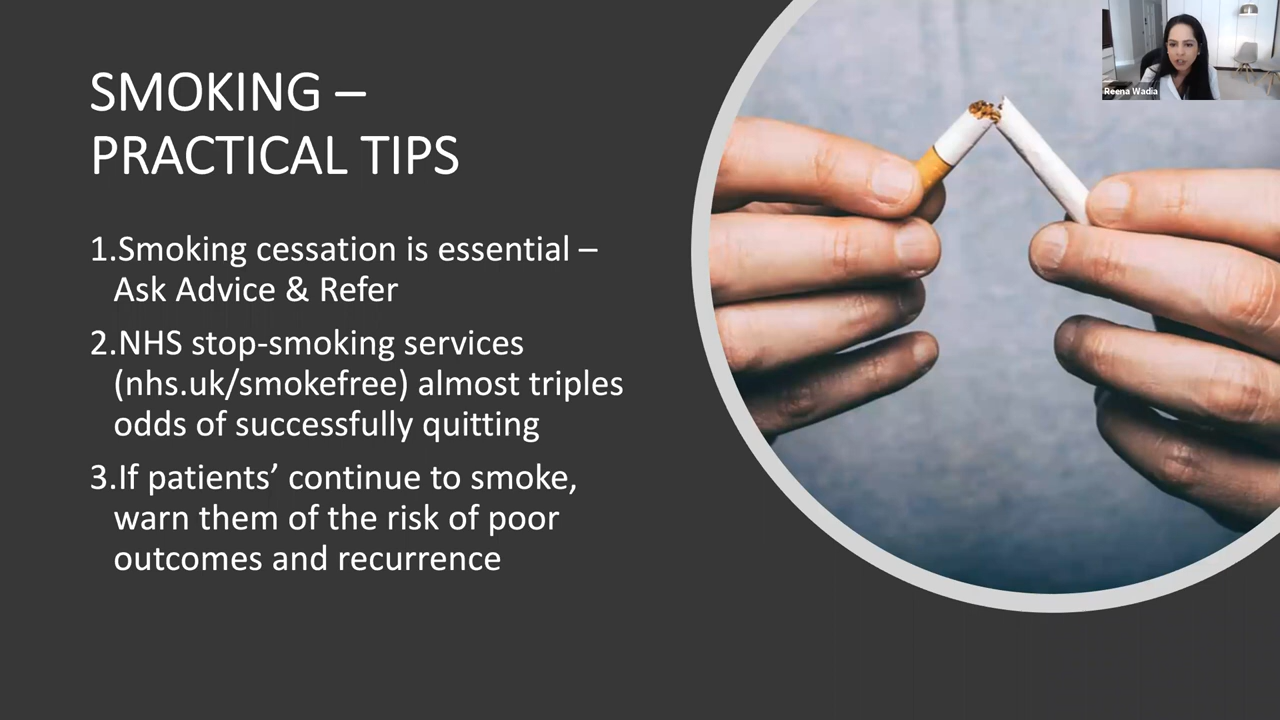 SMOKING –
PRACTICAL TIPS
1.Smoking cessation is essential –
Ask Advice & Refer
2.NHS stop-smoking services
(nhs.uk/smokefree) almost triples
odds of successfully quitting
3.If patients’ continue to smoke,
warn them of the risk of poor
outcomes and recurrence
Reena Wadia